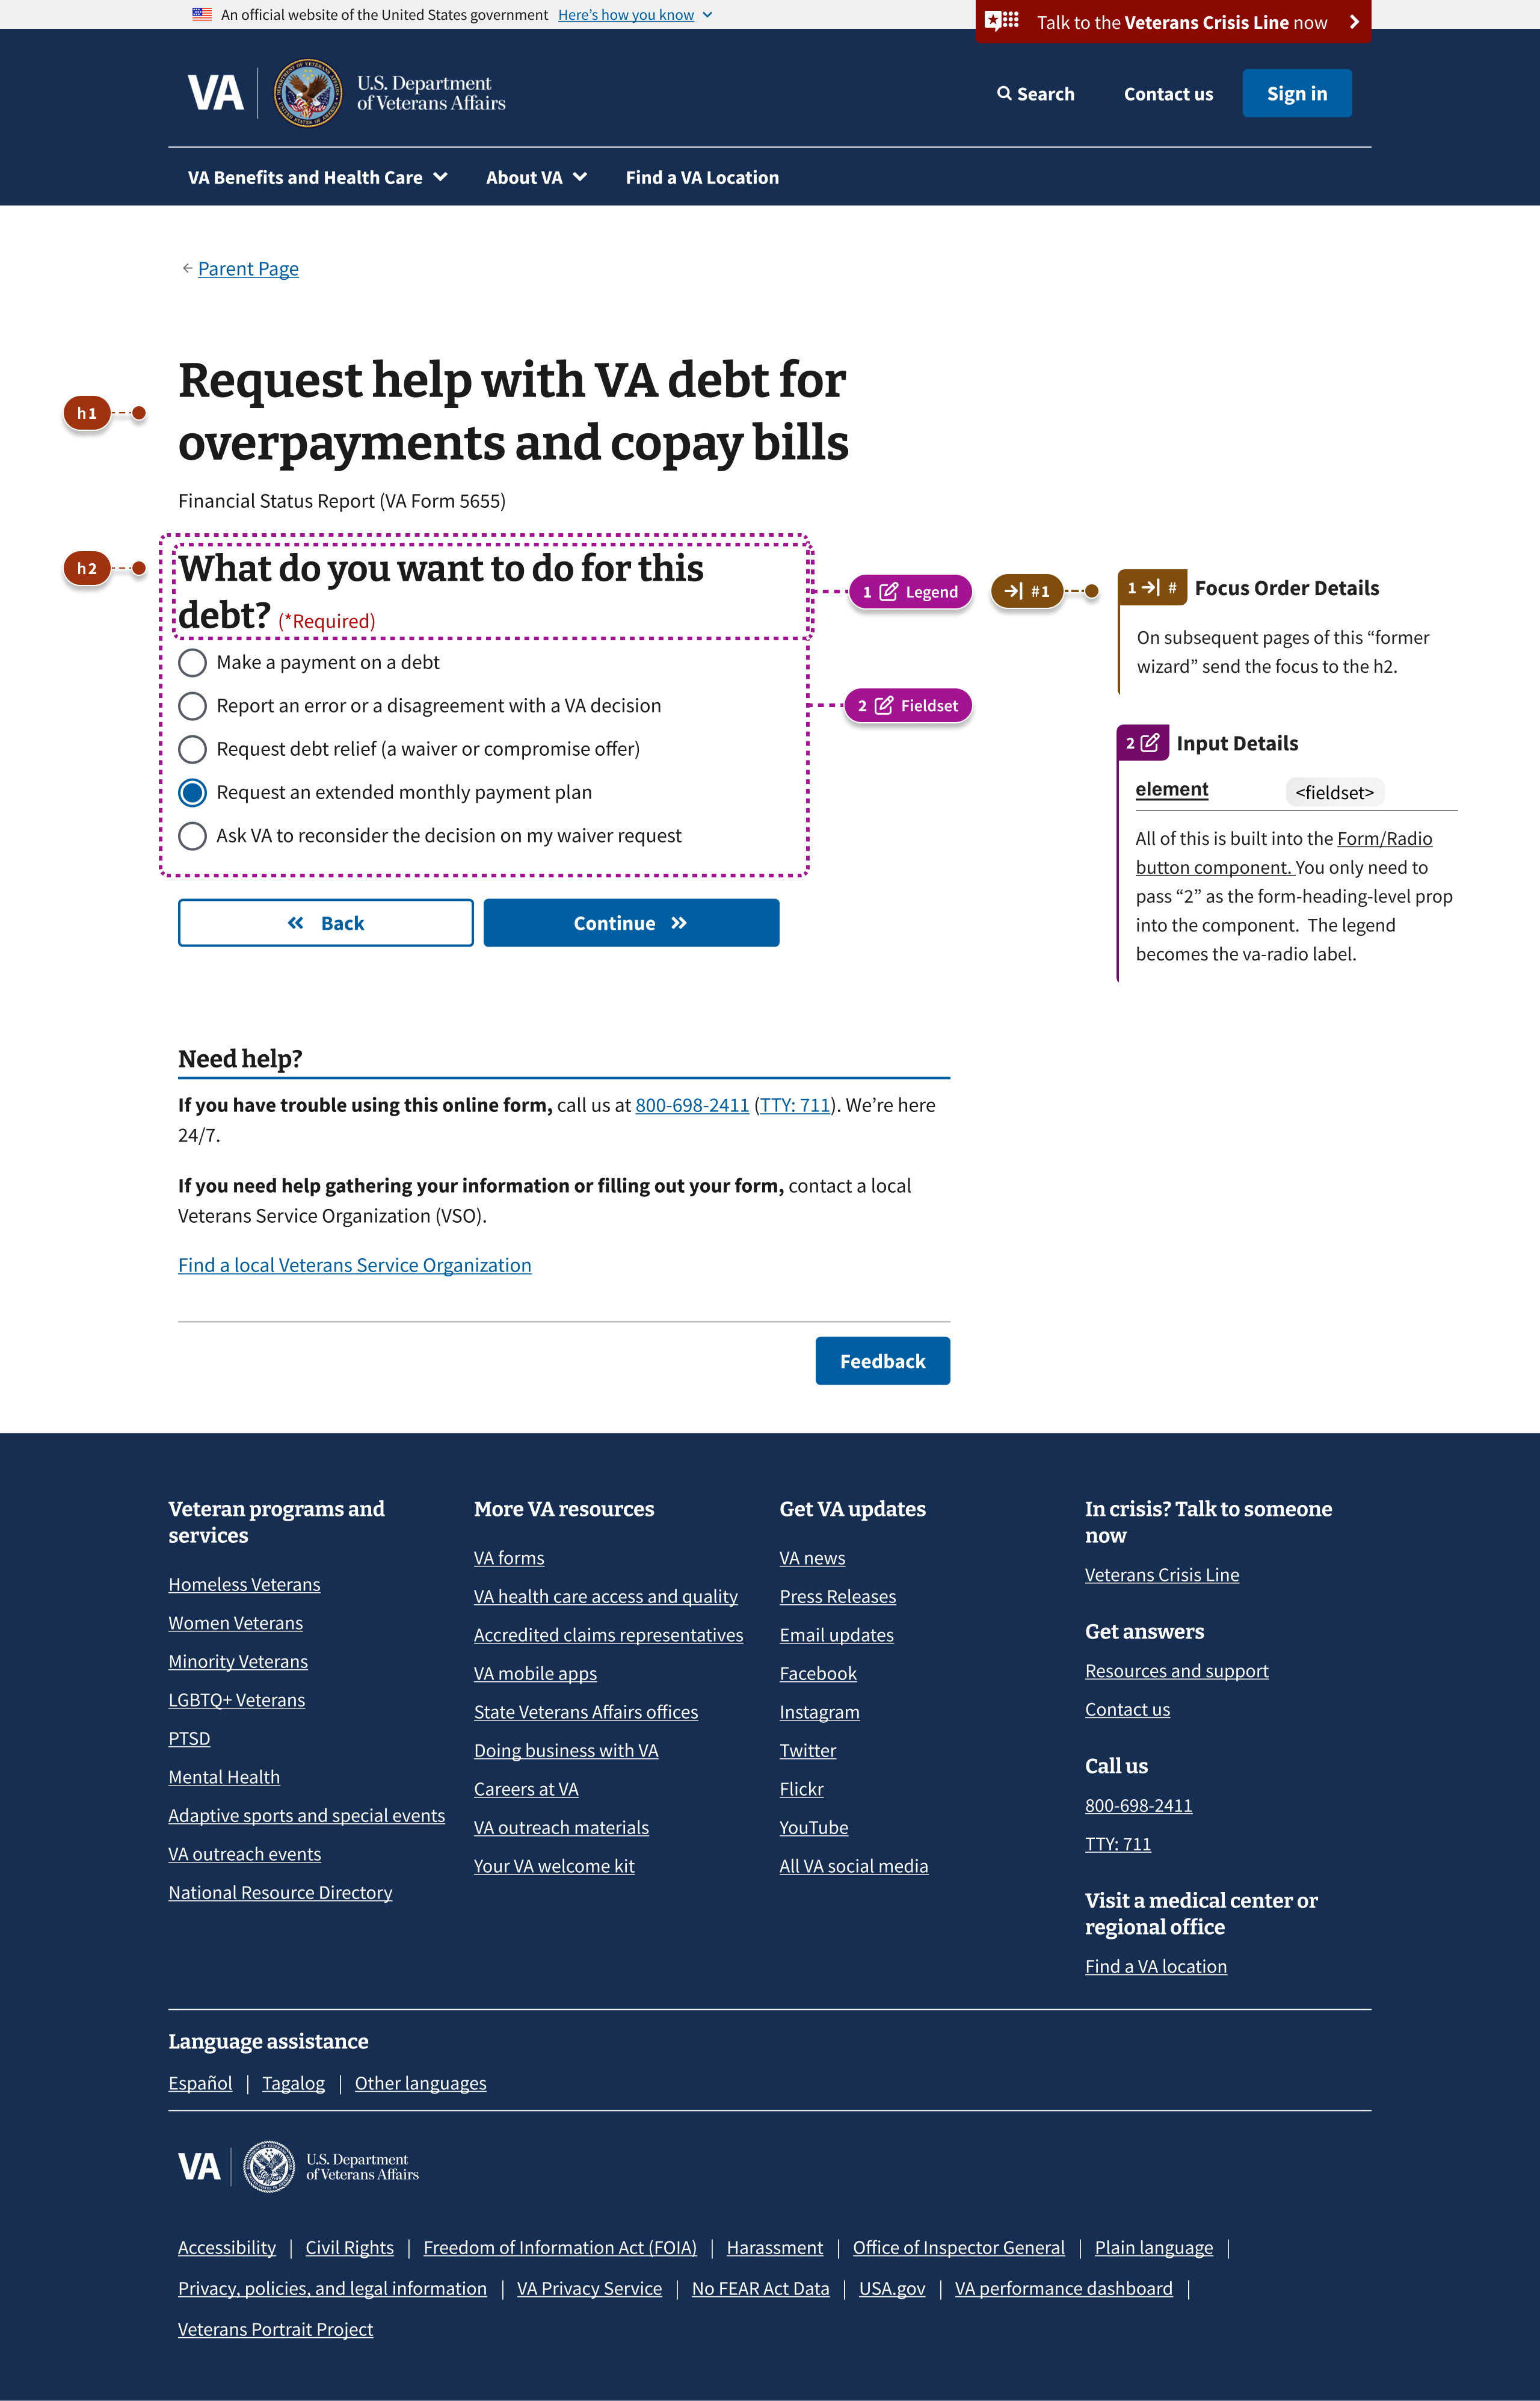 An official website of the United States government Here's how you know
Talk to the Veterans Crisis Line now
VA
U.S. Department
of Veterans Affairs
Search
Contact us
Sign in
VA Benefits and Health Care
About VA
Find a VA Location
Parent Page
h1
Request help with VA debt for
overpayments and copay bills
Financial Status Report (VA Form 5655)
h2
What do you want to do for this
debt? (*Required)
1 Legend
#1
Make a payment on a debt
Report an error or a disagreement with a VA decision
2 Fieldset
Request debt relief (a waiver or compromise offer)
Request an extended monthly payment plan
Ask VA to reconsider the decision on my waiver request
Back
Continue
1 # Focus Order Details
On subsequent pages of this “former
wizard” send the focus to the h2.
2 Input Details
element <fieldset>
All of this is built into the Form/Radio
button component. You only need to
pass “2” as the form-heading-level prop
into the component. The legend
becomes the va-radio label.
Need help?
If you have trouble using this online form, call us at 800-698-2411 (TTY: 711). We’re here
24/7.
If you need help gathering your information or filling out your form, contact a local
Veterans Service Organization (VSO).
Find a local Veterans Service Organization
Feedback
Veteran programs and
services
Homeless Veterans
Women Veterans
Minority Veterans
LGBTQ+ Veterans
PTSD
Mental Health
Adaptive sports and special events
VA outreach events
National Resource Directory
More VA resources
VA forms
VA health care access and quality
Accredited claims representatives
VA mobile apps
State Veterans Affairs offices
Doing business with VA
Careers at VA
VA outreach materials
Your VA welcome kit
Get VA updates
VA news
Press Releases
Email updates
Facebook
Instagram
Twitter
Flickr
YouTube
All VA social media
In crisis? Talk to someone
now
Veterans Crisis Line
Get answers
Resources and support
Contact us
Call us
800-698-2411
TTY: 711
Visit a medical center or
regional office
Find a VA location
Language assistance
Español | Tagalog | Other languages
VA
U.S. Department
of Veterans Affairs
Accessibility | Civil Rights | Freedom of Information Act (FOIA) | Harassment | Office of Inspector General | Plain language |
Privacy, policies, and legal information | VA Privacy Service | No FEAR Act Data | USA.gov | VA performance dashboard |
Veterans Portrait Project